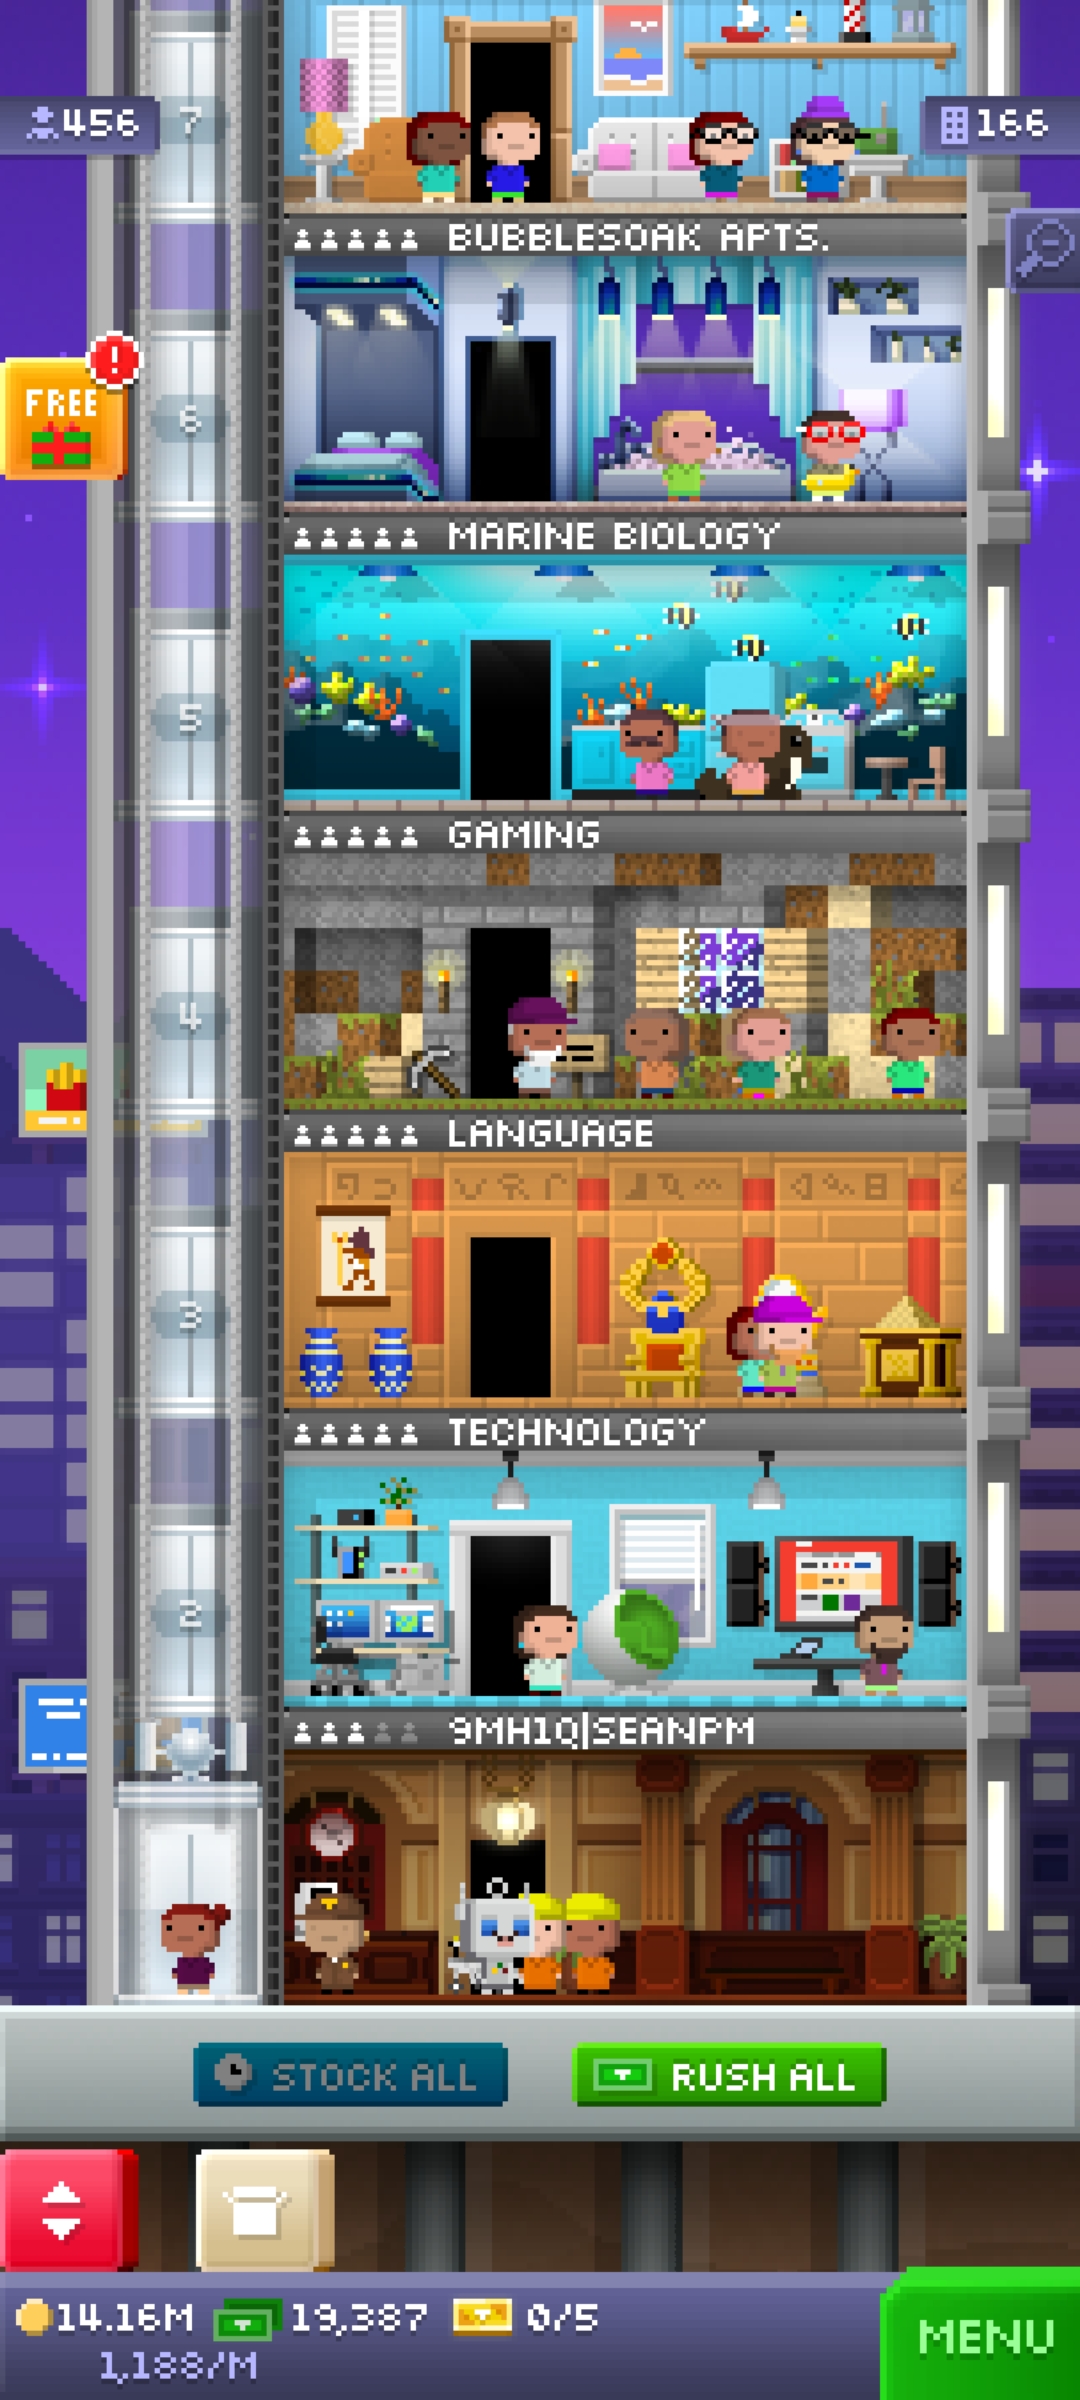 7
456
166
BUBBLESOAK APTS.
FREE
!
6
MARINE BIOLOGY
5
GAMING
4
LANGUAGE
3
TECHNOLOGY
2
9MH1Q|SEANPM
1
STOCK ALL
RUSH ALL
14.16M
19,387
0/5
1,188/M
MENU